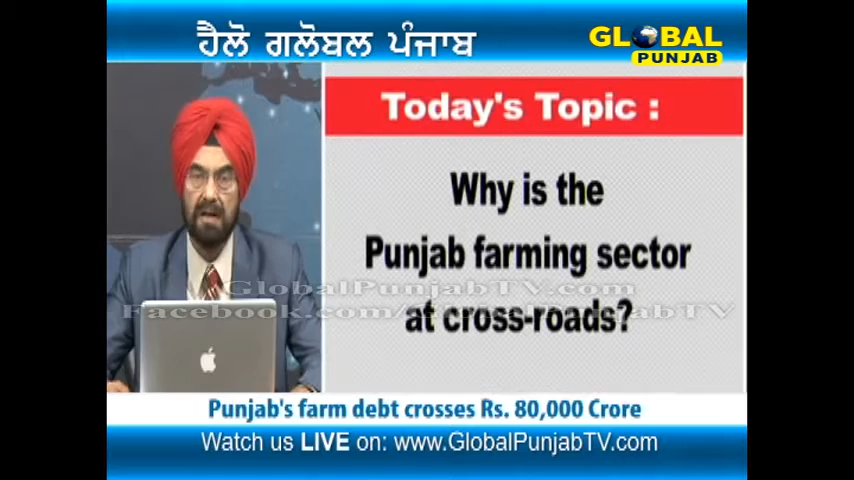 ਹੈਲੋ ਗਲੋਬਲ ਪੰਜਾਬ
GLOBAL
PUNJAB
Today's Topic :
Why is the
Punjab farming sector
at cross-roads?
GlobalPunjabTV.com
Facebook.com/GlobalPunjabTV
Punjab's farm debt crosses Rs. 80,000 Crore
Watch us LIVE on: www.GlobalPunjabTV.com